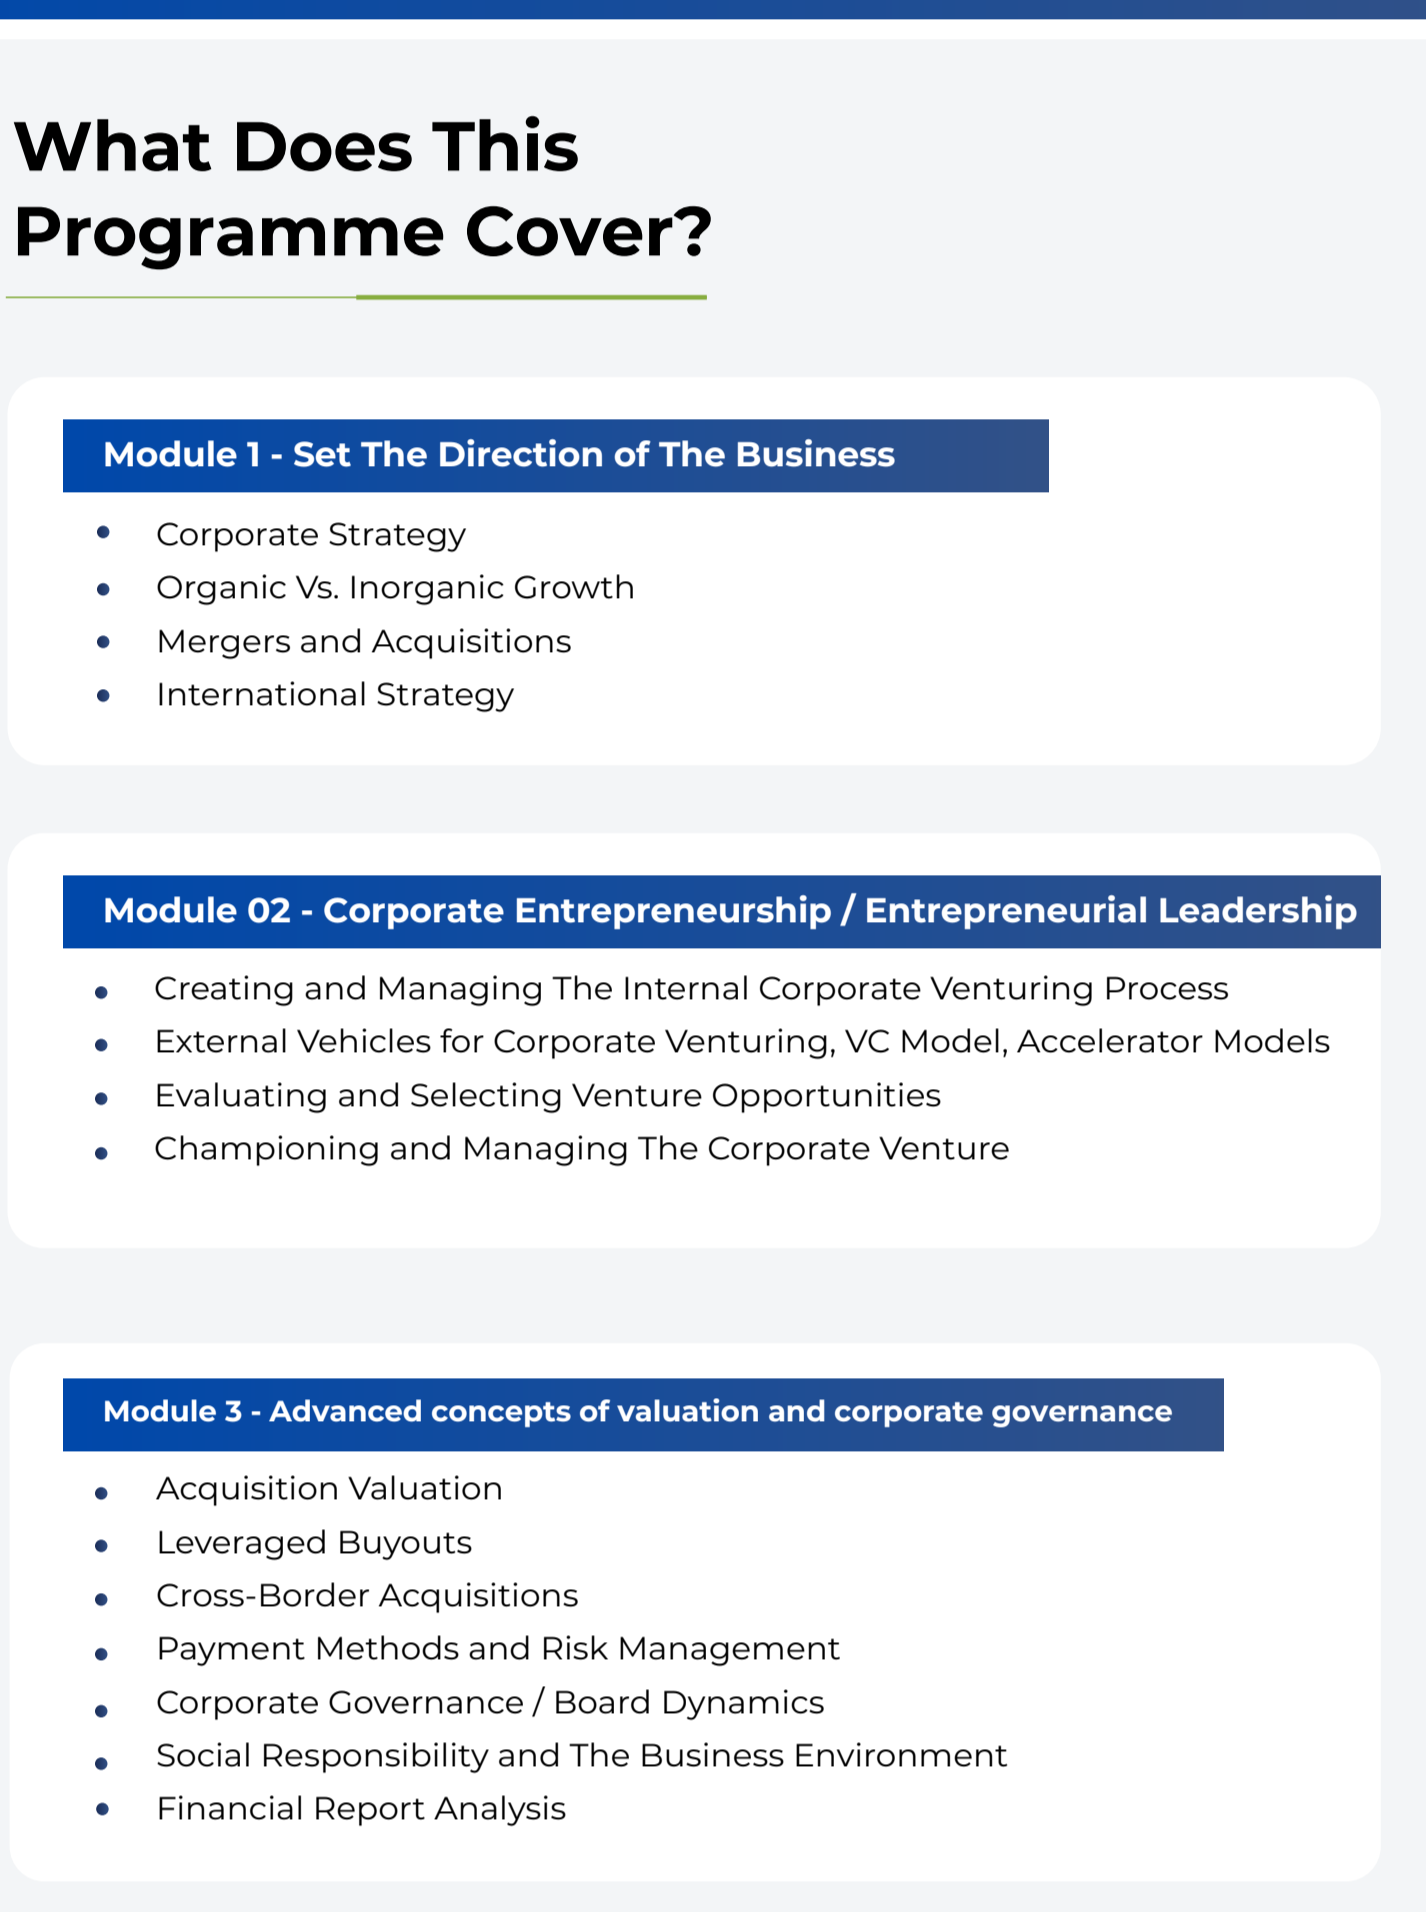 What Does This
Programme Cover?
Module 1 - Set The Direction of The Business
Corporate Strategy
Organic Vs. Inorganic Growth
Mergers and Acquisitions
International Strategy
Module 02 - Corporate Entrepreneurship / Entrepreneurial Leadership
Creating and Managing The Internal Corporate Venturing Process
External Vehicles for Corporate Venturing, VC Model, Accelerator Models
Evaluating and Selecting Venture Opportunities
Championing and Managing The Corporate Venture
Module 3 - Advanced concepts of valuation and corporate governance
Acquisition Valuation
Leveraged Buyouts
Cross-Border Acquisitions
Payment Methods and Risk Management
Corporate Governance / Board Dynamics
Social Responsibility and The Business Environment
Financial Report Analysis